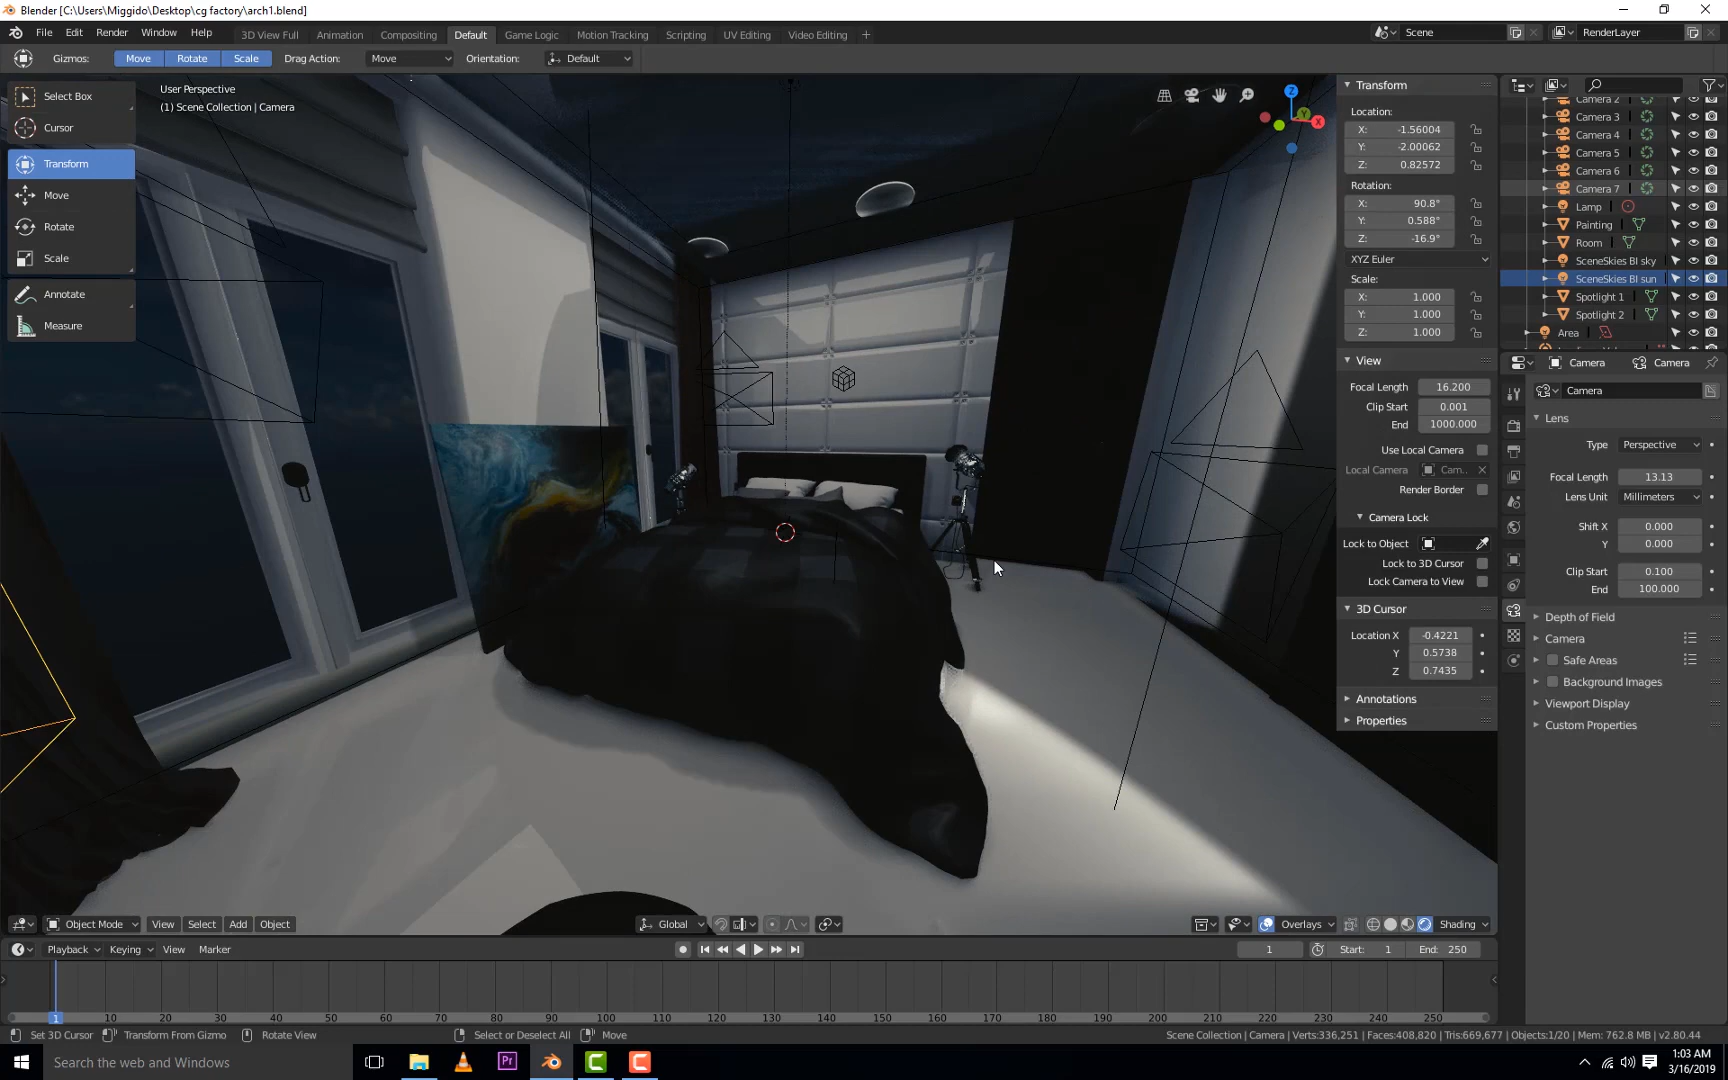 Blender [C:\Users\Miggido\Desktop\cg factory\arch1.blend]
File Edit Render Window Help
3D View Full Animation Compositing Default Game Logic Motion Tracking Scripting UV Editing Video Editing +
Scene
RenderLayer
Gizmos: Move Rotate Scale Drag Action: Move Orientation: Default
Select Box
Cursor
Transform
Move
Rotate
Scale
Annotate
Measure
User Perspective
(1) Scene Collection | Camera
Z
Y
X
Transform
Location:
X: -1.56004
Y: -2.00062
Z: 0.82572
Rotation:
X: 90.8°
Y: 0.588°
Z: -16.9°
XYZ Euler
Scale:
X: 1.000
Y: 1.000
Z: 1.000
View
Focal Length 16.200
Clip Start 0.001
End 1000.000
Use Local Camera
Local Camera Cam..
Render Border
Camera Lock
Lock to Object
Lock to 3D Cursor
Lock Camera to View
3D Cursor
Location X -0.4221
Y 0.5738
Z 0.7435
Annotations
Properties
Camera 2
Camera 3
Camera 4
Camera 5
Camera 6
Camera 7
Lamp
Painting
Room
SceneSkies BI sky
SceneSkies BI sun
Spotlight 1
Spotlight 2
Area
Camera Camera
Camera
Lens
Type Perspective
Focal Length 13.13
Lens Unit Millimeters
Shift X 0.000
Y 0.000
Clip Start 0.100
End 100.000
Depth of Field
Camera
Safe Areas
Background Images
Viewport Display
Custom Properties
Object Mode View Select Add Object
Global
Overlays
Shading
Playback Keying View Marker
1
Start: 1
End: 250
1 10 20 30 40 50 60 70 80 90 100 110 120 130 140 150 160 170 180 190 200 210 220 230 240 250
Set 3D Cursor Transform From Gizmo Rotate View Select or Deselect All Move
Scene Collection | Camera | Verts:336,251 | Faces:408,820 | Tris:669,677 | Objects:1/20 | Mem: 762.8 MB | v2.80.44
Search the web and Windows
Pr
1:03 AM
3/16/2019